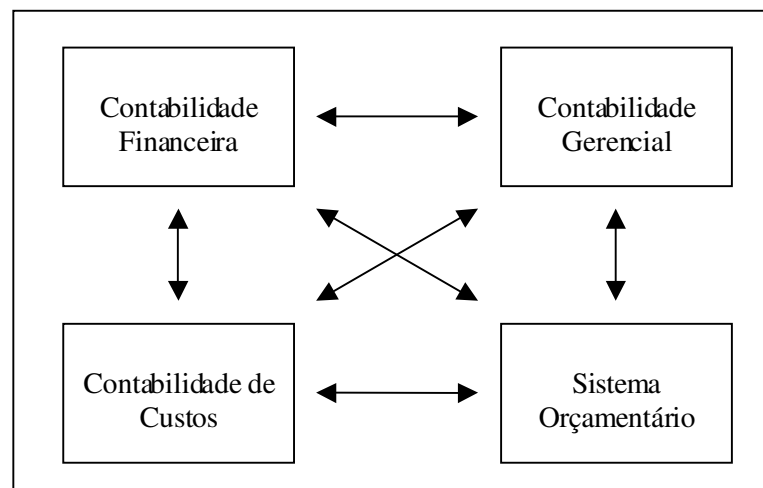 Contabilidade
Financeira
Contabilidade
Gerencial
Contabilidade de
Custos
Sistema
Orçamentário